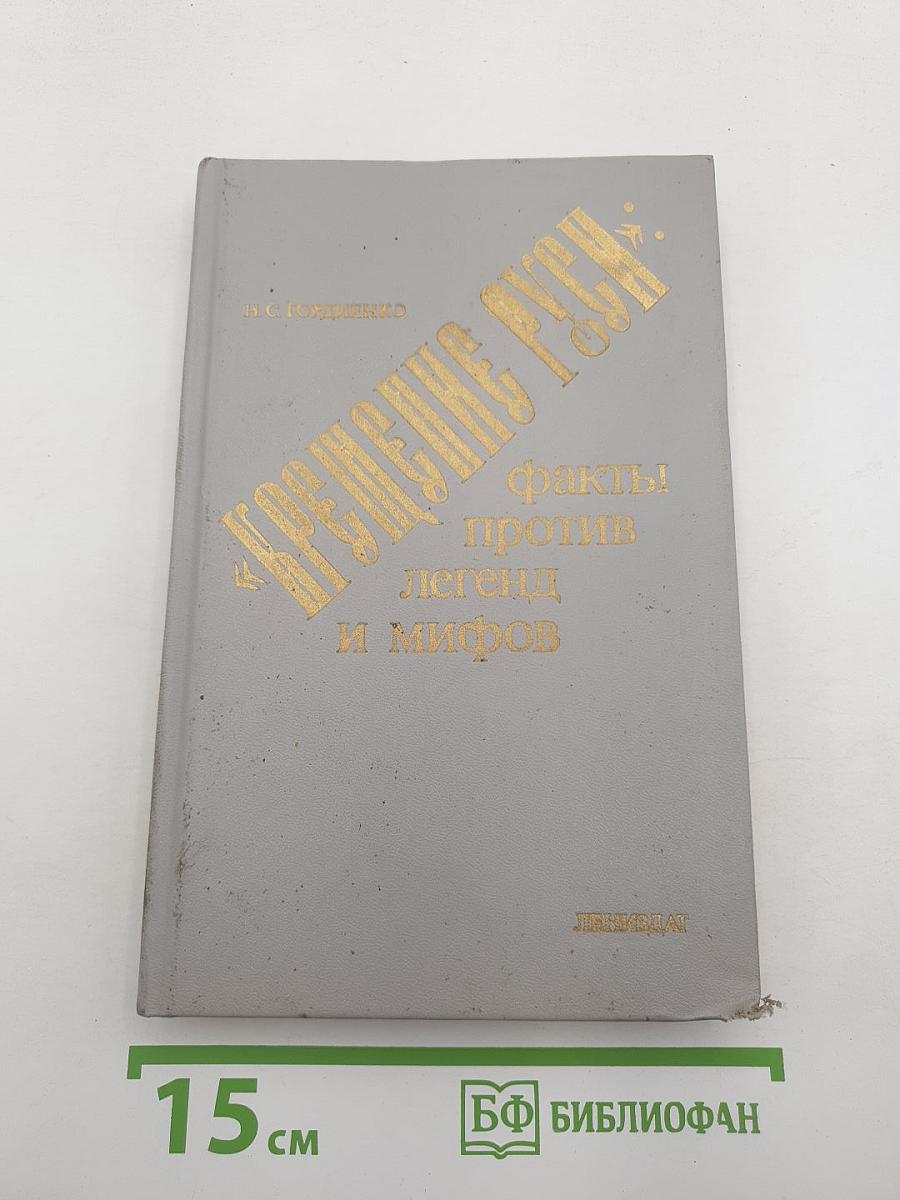 Н. С. ГОРДИЕНКО
«КРЕЩЕНИЕ РУСИ»:
факты
против
легенд
и мифов
ЛЕНИЗДАТ
15 см
БФ БИБЛИОФАН